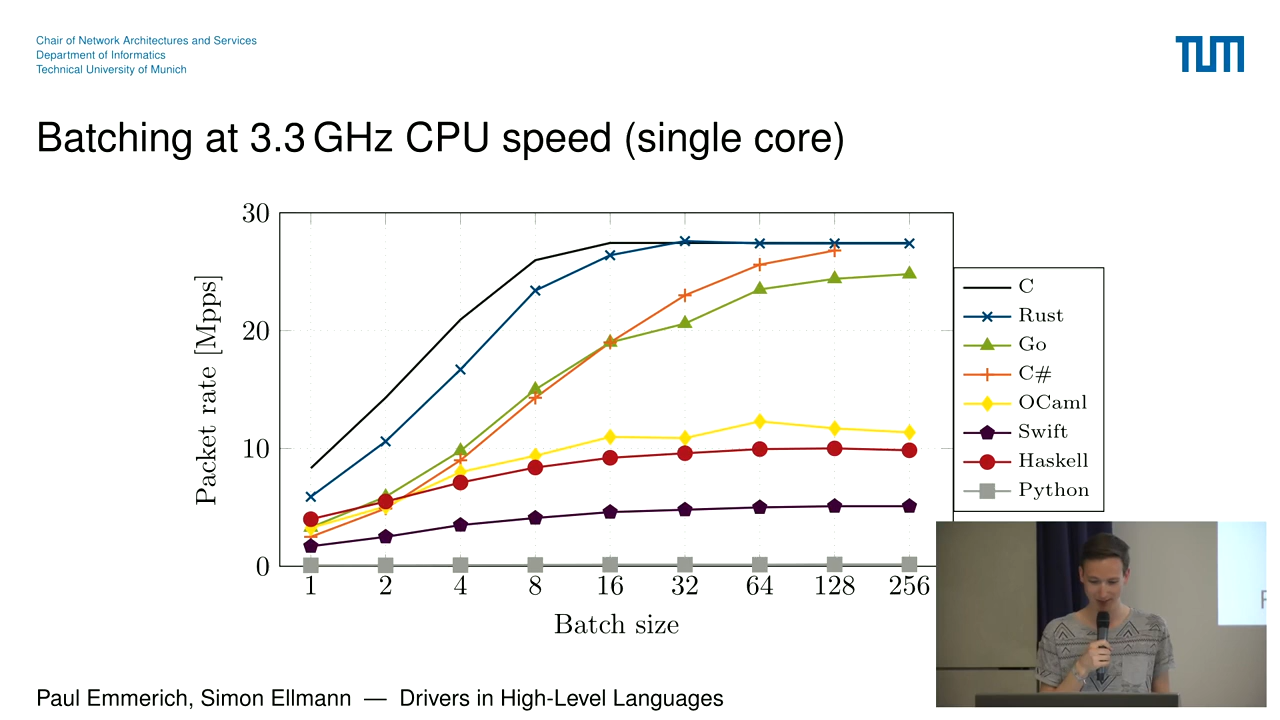 Chair of Network Architectures and Services
Department of Informatics
Technical University of Munich
TUM
Batching at 3.3 GHz CPU speed (single core)
30
20
10
0
Packet rate [Mpps]
1 2 4 8 16 32 64 128 256
Batch size
C
Rust
Go
C#
OCaml
Swift
Haskell
Python
Paul Emmerich, Simon Ellmann — Drivers in High-Level Languages